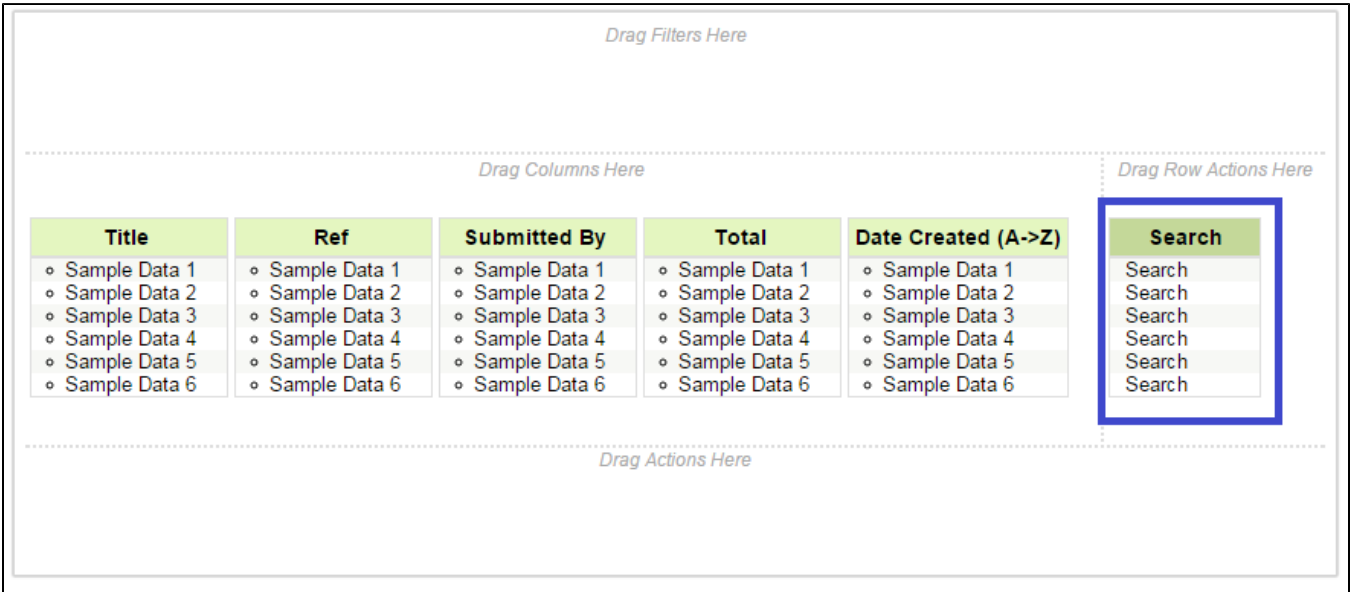 Drag Filters Here
Drag Columns Here Drag Row Actions Here
Title Ref Submitted By Total Date Created (A->Z) Search
Sample Data 1 Sample Data 1 Sample Data 1 Sample Data 1 Sample Data 1 Search
Sample Data 2 Sample Data 2 Sample Data 2 Sample Data 2 Sample Data 2 Search
Sample Data 3 Sample Data 3 Sample Data 3 Sample Data 3 Sample Data 3 Search
Sample Data 4 Sample Data 4 Sample Data 4 Sample Data 4 Sample Data 4 Search
Sample Data 5 Sample Data 5 Sample Data 5 Sample Data 5 Sample Data 5 Search
Sample Data 6 Sample Data 6 Sample Data 6 Sample Data 6 Sample Data 6 Search
Drag Actions Here